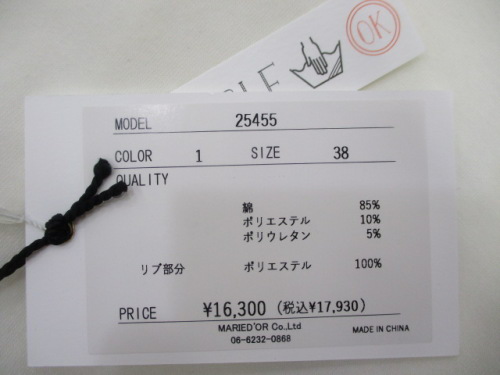 OK
MODEL 25455
COLOR 1 SIZE 38
QUALITY
綿 85%
ポリエステル 10%
ポリウレタン 5%
リブ部分 ポリエステル 100%
PRICE ¥16,300 (税込¥17,930)
MARIED'OR Co.,Ltd
06-6232-0868
MADE IN CHINA